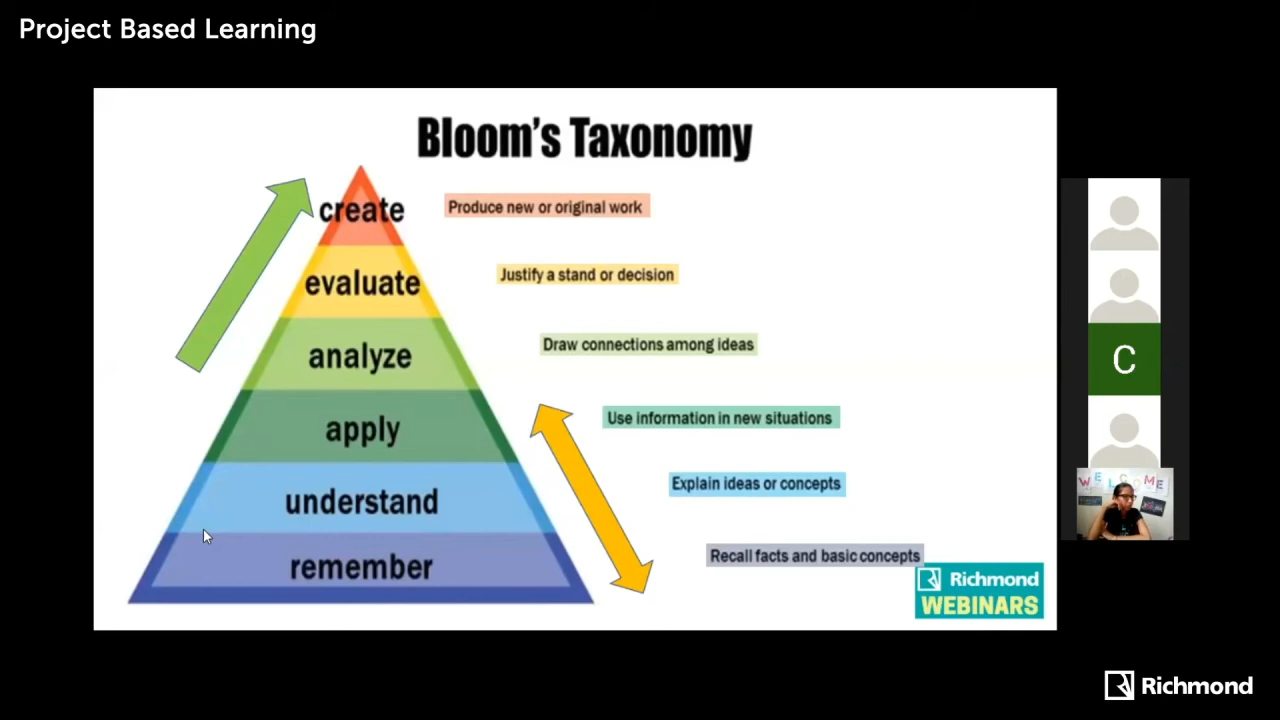 Project Based Learning
Bloom's Taxonomy
create
Produce new or original work
evaluate
Justify a stand or decision
analyze
Draw connections among ideas
apply
Use information in new situations
understand
Explain ideas or concepts
remember
Recall facts and basic concepts
Richmond
WEBINARS
C
WELCOME
Richmond